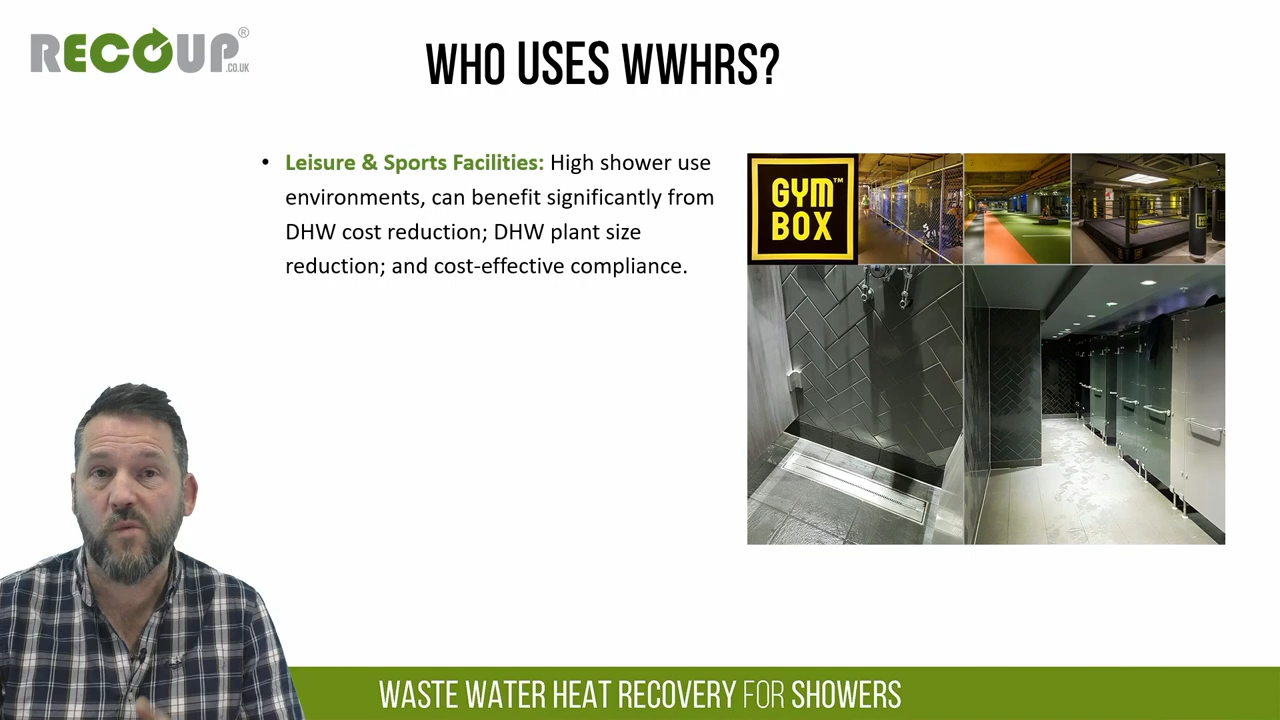 RECOUP®
.CO.UK
WHO USES WWHRS?
• Leisure & Sports Facilities: High shower use
environments, can benefit significantly from
DHW cost reduction; DHW plant size
reduction; and cost-effective compliance.
GYM™
BOX
WASTE WATER HEAT RECOVERY FOR SHOWERS